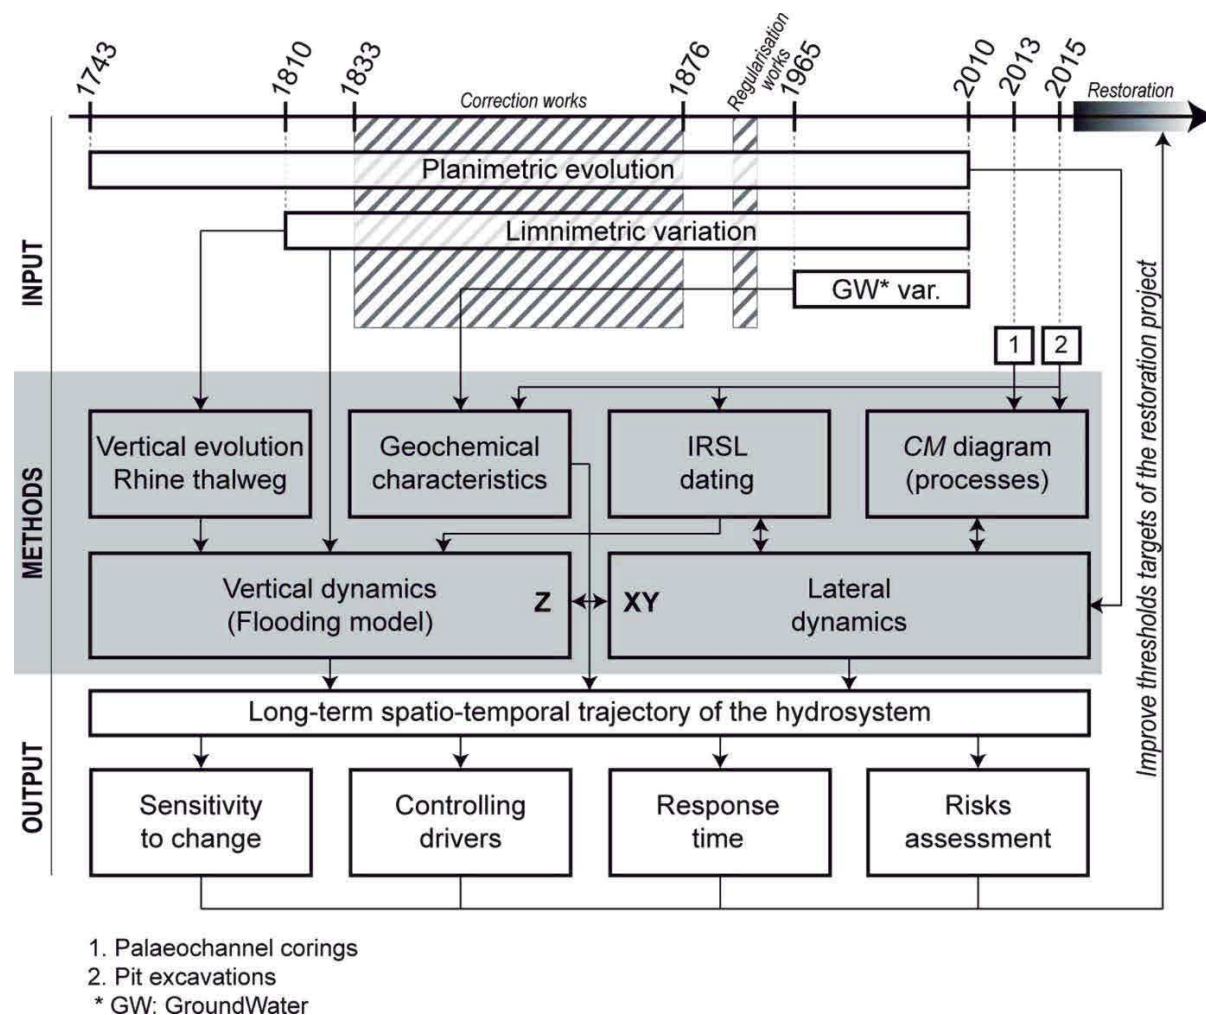 1743
1810
1833
1876
Regularisation
works
1965
2010
2013
2015
Correction works
Restoration
INPUT
Planimetric evolution
Limnimetric variation
GW* var.
1
2
METHODS
Vertical evolution
Rhine thalweg
Geochemical
characteristics
IRSL
dating
CM diagram
(processes)
Vertical dynamics
(Flooding model)
Z
XY
Lateral
dynamics
OUTPUT
Long-term spatio-temporal trajectory of the hydrosystem
Sensitivity
to change
Controlling
drivers
Response
time
Risks
assessment
Improve thresholds targets of the restoration project
1. Palaeochannel corings
2. Pit excavations
* GW: GroundWater